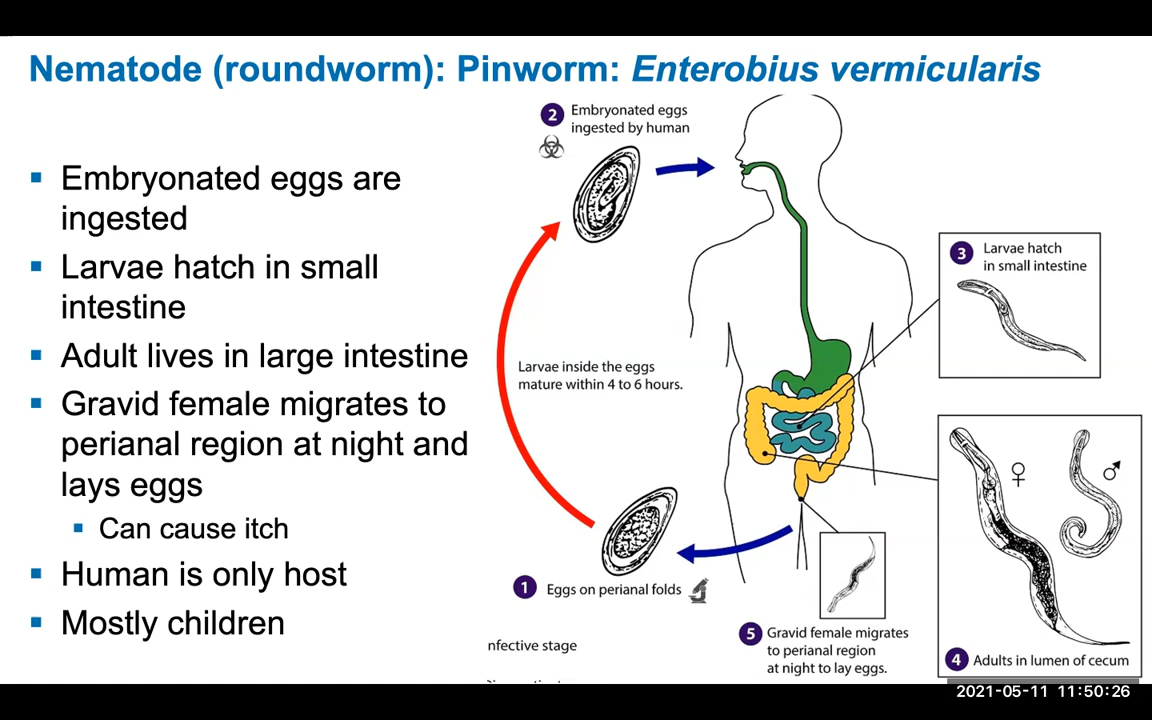 Nematode (roundworm): Pinworm: Enterobius vermicularis
Embryonated eggs are
ingested
Larvae hatch in small
intestine
Adult lives in large intestine
Gravid female migrates to
perianal region at night and
lays eggs
Can cause itch
Human is only host
Mostly children
2 Embryonated eggs
ingested by human
3 Larvae hatch
in small intestine
Larvae inside the eggs
mature within 4 to 6 hours.
1 Eggs on perianal folds
5 Gravid female migrates
to perianal region
at night to lay eggs.
♀
♂
4 Adults in lumen of cecum
nfective stage
2021-05-11 11:50:26